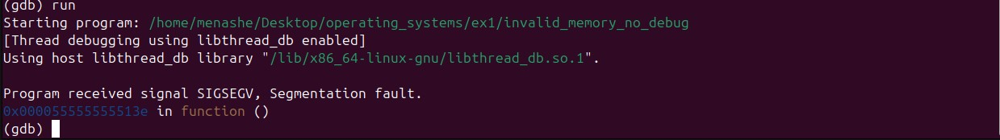 (gdb) run
Starting program: /home/menashe/Desktop/operating_systems/ex1/invalid_memory_no_debug
[Thread debugging using libthread_db enabled]
Using host libthread_db library "/lib/x86_64-linux-gnu/libthread_db.so.1".
Program received signal SIGSEGV, Segmentation fault.
0x000055555555513e in function ()
(gdb)